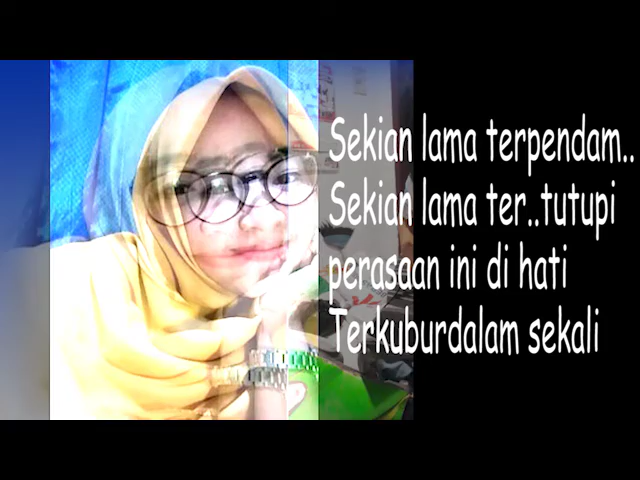 Sekian lama terpendam..
Sekian lama ter..tutupi
perasaan ini di hati
Terkuburdalam sekali